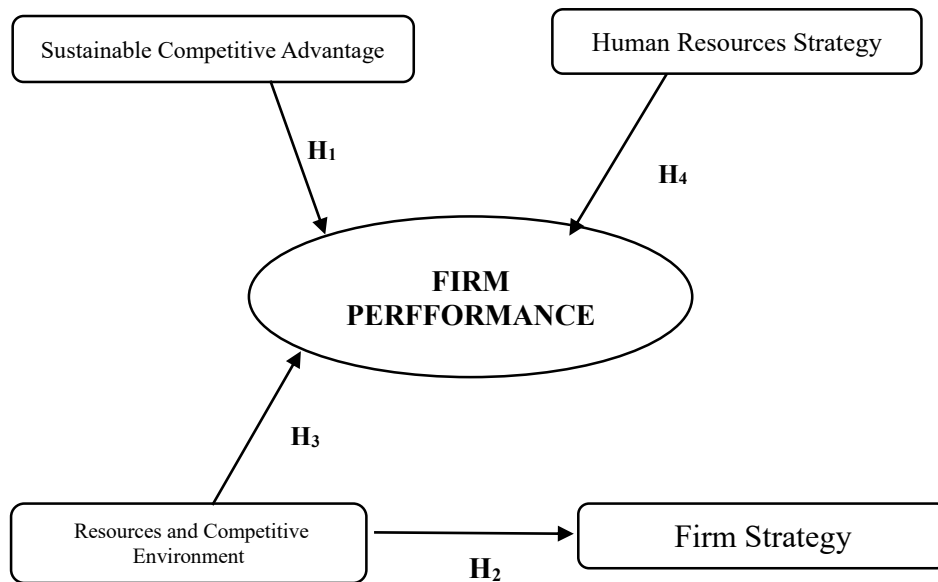 Sustainable Competitive Advantage
Human Resources Strategy
H₁
H₄
FIRM
PERFFORMANCE
H₃
Resources and Competitive
Environment
Firm Strategy
H₂